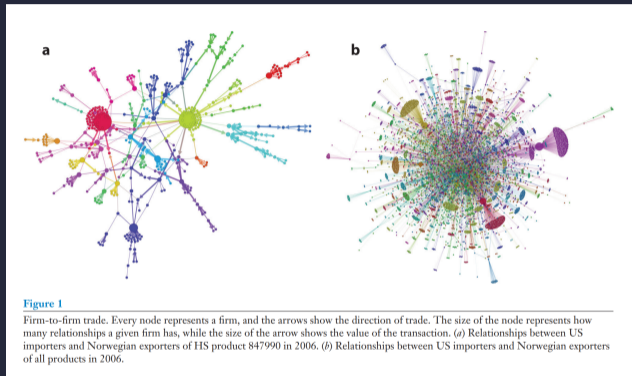 a
b
Figure 1
Firm-to-firm trade. Every node represents a firm, and the arrows show the direction of trade. The size of the node represents how
many relationships a given firm has, while the size of the arrow shows the value of the transaction. (a) Relationships between US
importers and Norwegian exporters of HS product 847990 in 2006. (b) Relationships between US importers and Norwegian exporters
of all products in 2006.